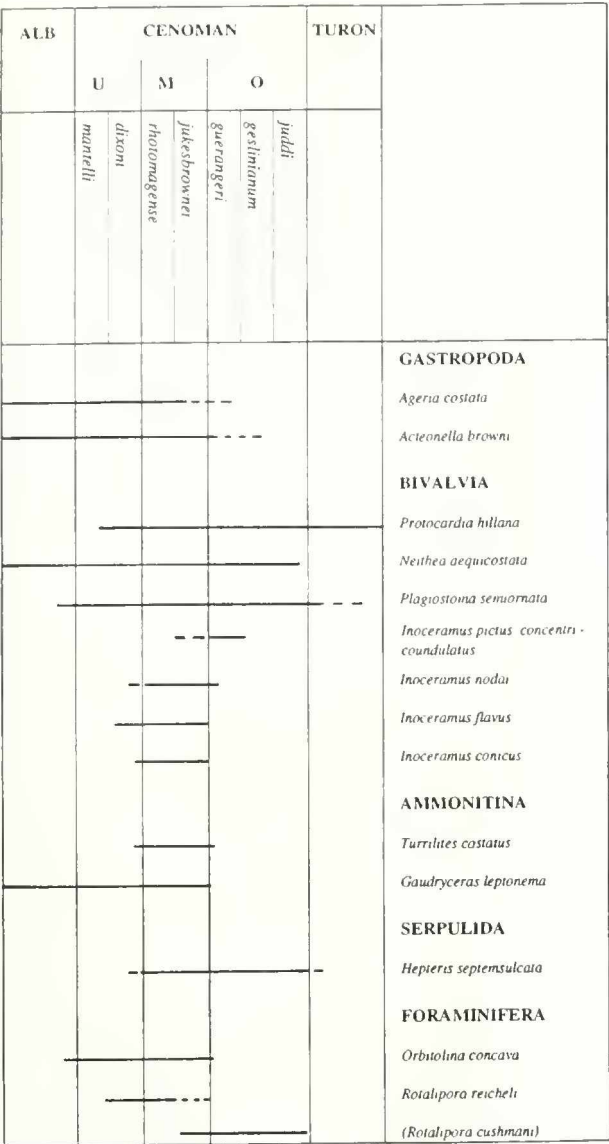 ALB CENOMAN TURON
U M O
mantelli
dixoni
rhotomagense
jukesbrownei
guerangeri
geslinianum
juddi
GASTROPODA
Ageria costata
Acteonella browni
BIVALVIA
Protocardia hillana
Neithea aequicostata
Plagiostoma semiornata
Inoceramus pictus concentri -
coundulatus
Inoceramus nodai
Inoceramus flavus
Inoceramus conicus
AMMONITINA
Turrilites costatus
Gaudryceras leptonema
SERPULIDA
Hepteris septemsulcata
FORAMINIFERA
Orbitolina concava
Rotalipora reicheli
(Rotalipora cushmani)